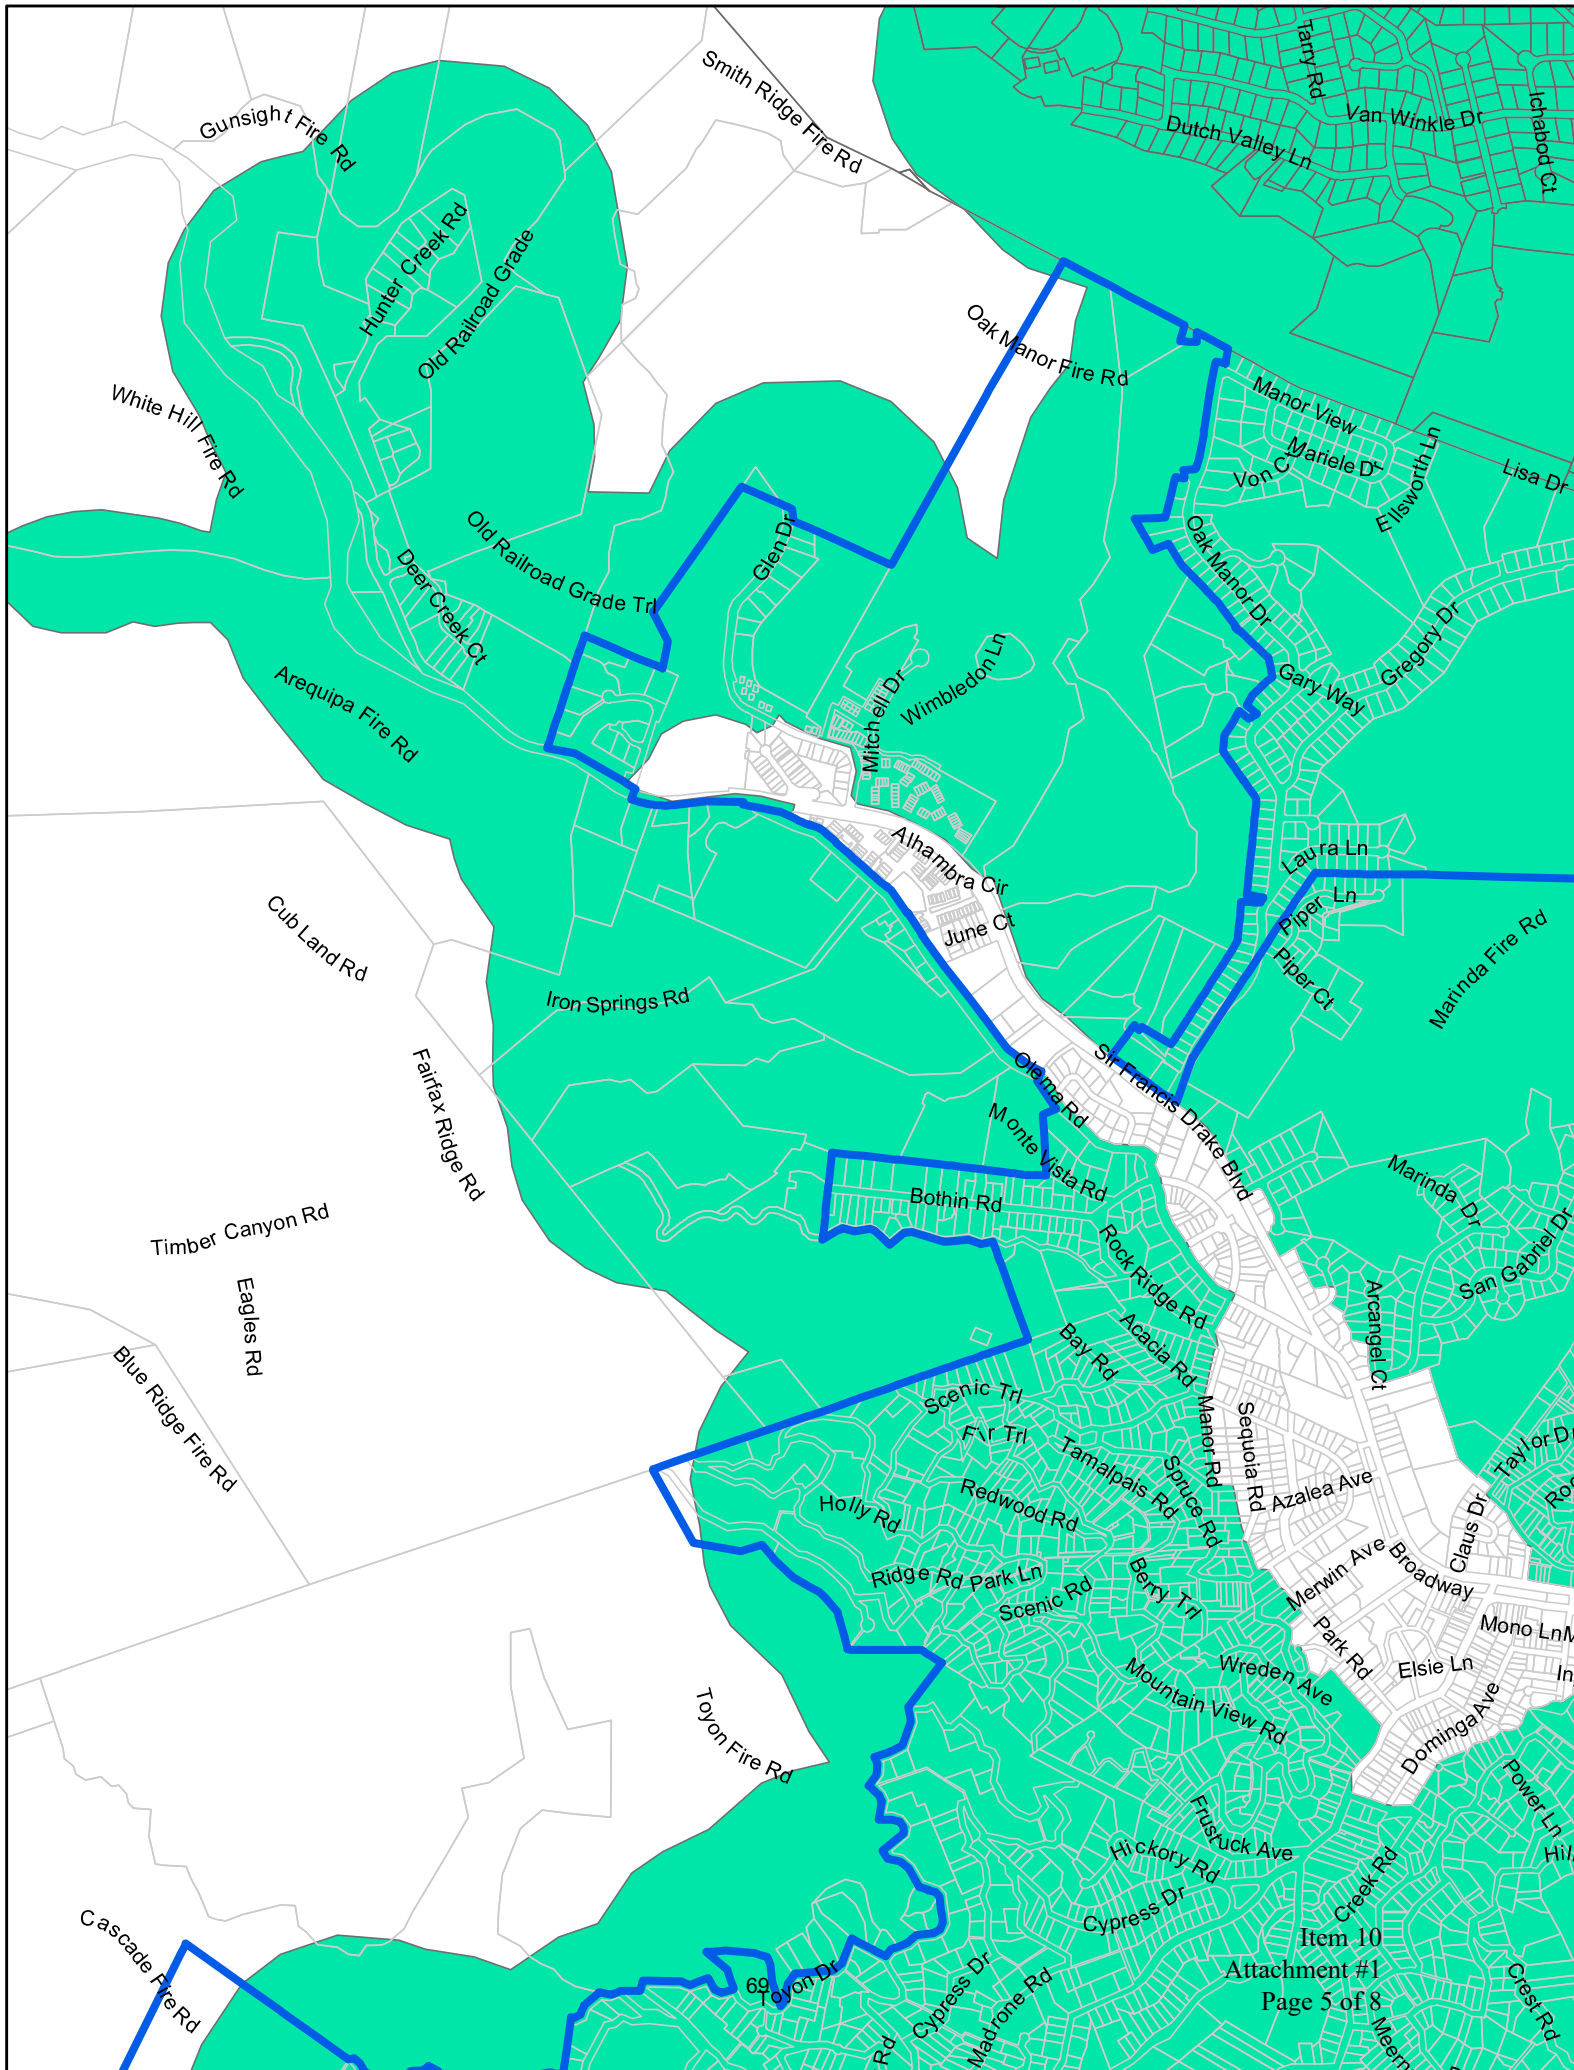 Smith Ridge Fire Rd
Tarry Rd
Van Winkle Dr
Ichabod Ct
Dutch Valley Ln
Gunsight Fire Rd
Hunter Creek Rd
Old Railroad Grade
Oak Manor Fire Rd
White Hill Fire Rd
Manor View
Mariele Dr
Von Ct
Ellsworth Ln
Lisa Dr
Old Railroad Grade Trl
Glen Dr
Oak Manor Dr
Deer Creek Ct
Gregory Dr
Gary Way
Mitchell Dr
Wimbledon Ln
Arequipa Fire Rd
Alhambra Cir
Laura Ln
Piper Ln
June Ct
Piper Ct
Marinda Fire Rd
Cub Land Rd
Iron Springs Rd
Fairfax Ridge Rd
Olema Rd
Sir Francis Drake Blvd
Monte Vista Rd
Marinda Dr
Bothin Rd
San Gabriel Dr
Timber Canyon Rd
Eagles Rd
Rock Ridge Rd
Arcangel Ct
Acacia Rd
Bay Rd
Blue Ridge Fire Rd
Scenic Trl
Fir Trl
Tamalpais Rd
Manor Rd
Sequoia Rd
Spruce Rd
Azalea Ave
Taylor Dr
Holly Rd
Redwood Rd
Claus Dr
Ridge Rd
Park Ln
Scenic Rd
Berry Trl
Merwin Ave
Broadway
Mono Ln
Park Rd
Elsie Ln
Wreden Ave
Mountain View Rd
Dominga Ave
Toyon Fire Rd
Power Ln
Frustuck Ave
Hickory Rd
Creek Rd
Cypress Dr
Cascade Fire Rd
Item 10
Attachment #1
Page 5 of 8
69
Toyon Dr
Cypress Dr
Madrone Rd
Crest Rd
Rd